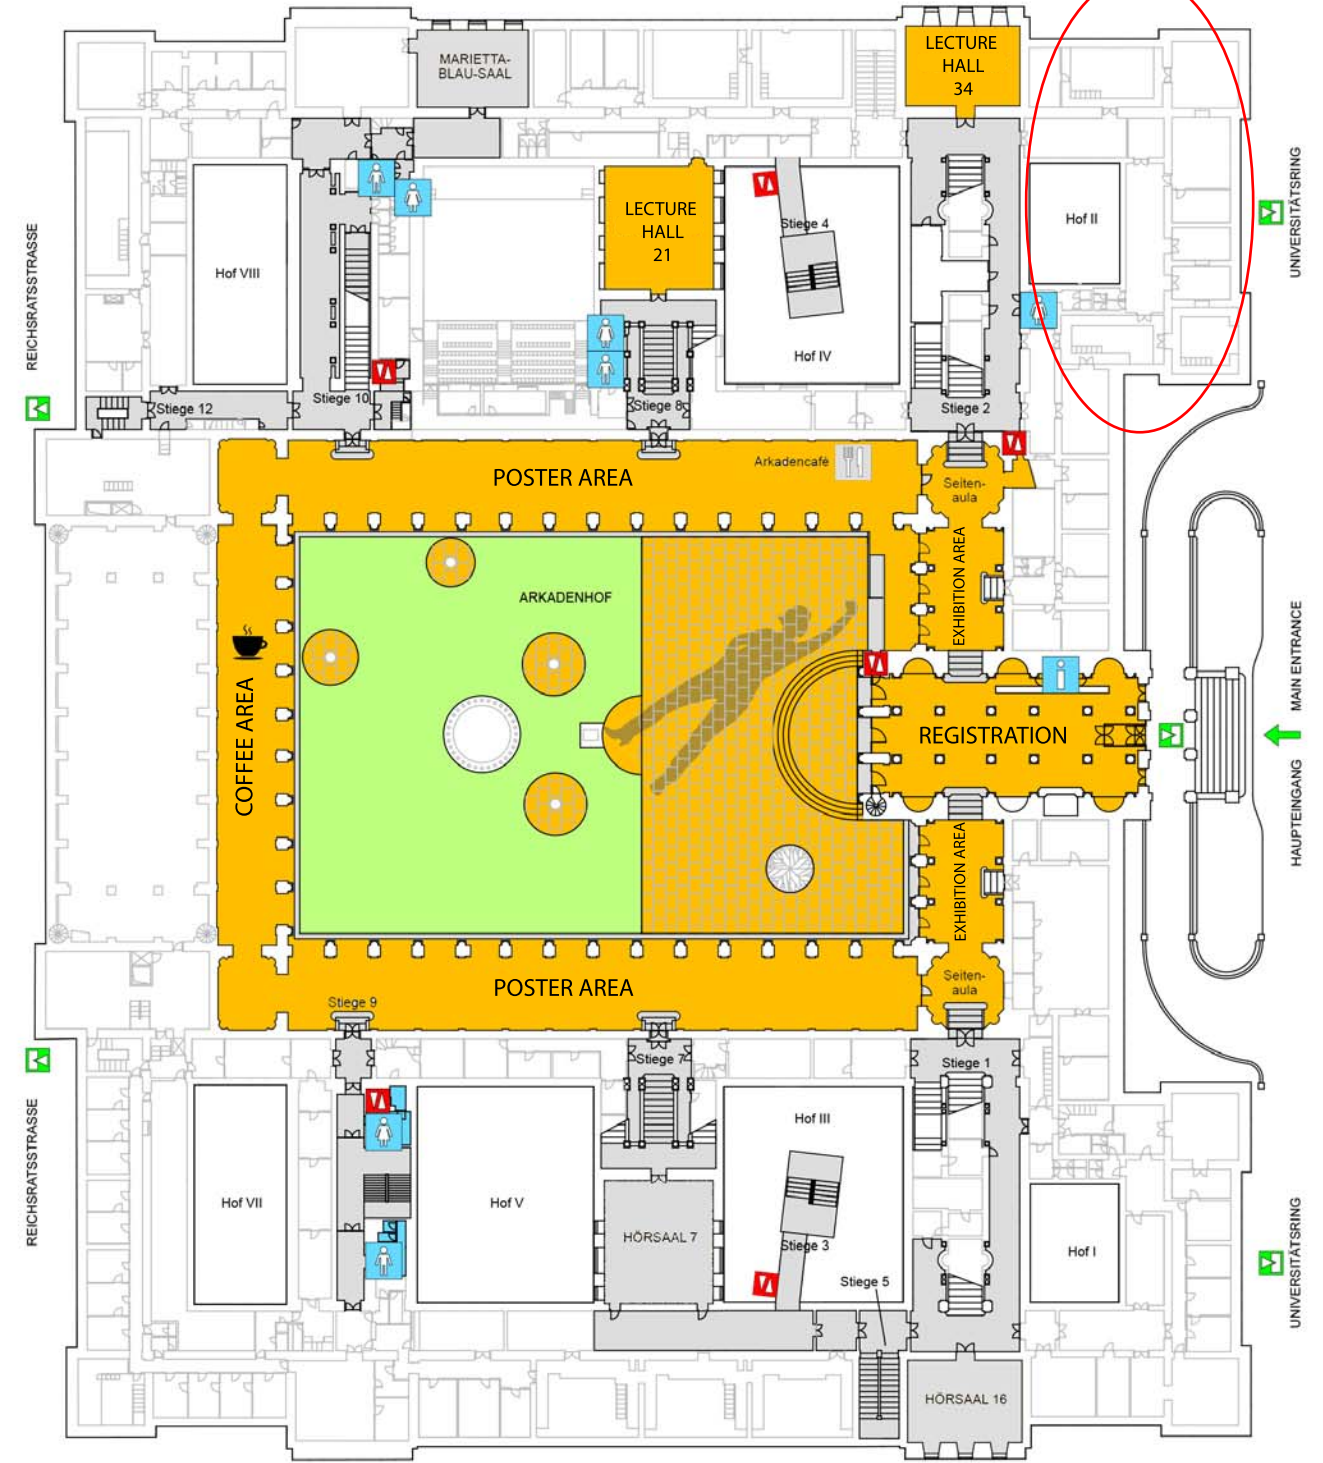 MARIETTA-
BLAU-SAAL
LECTURE
HALL
34
LECTURE
HALL
21
Stiege 4
Hof II
Hof VIII
Hof IV
REICHSRATSSTRASSE
UNIVERSITÄTSRING
Stiege 12
Stiege 10
Stiege 8
Stiege 2
POSTER AREA
Arkadencafé
Seiten-
aula
EXHIBITION AREA
ARKADENHOF
COFFEE AREA
i
REGISTRATION
MAIN ENTRANCE
HAUPTEINGANG
EXHIBITION AREA
Seiten-
aula
POSTER AREA
Stiege 9
Stiege 7
Stiege 1
Hof III
REICHSRATSSTRASSE
Hof VII
Hof V
HÖRSAAL 7
Stiege 3
Stiege 5
Hof I
UNIVERSITÄTSRING
HÖRSAAL 16